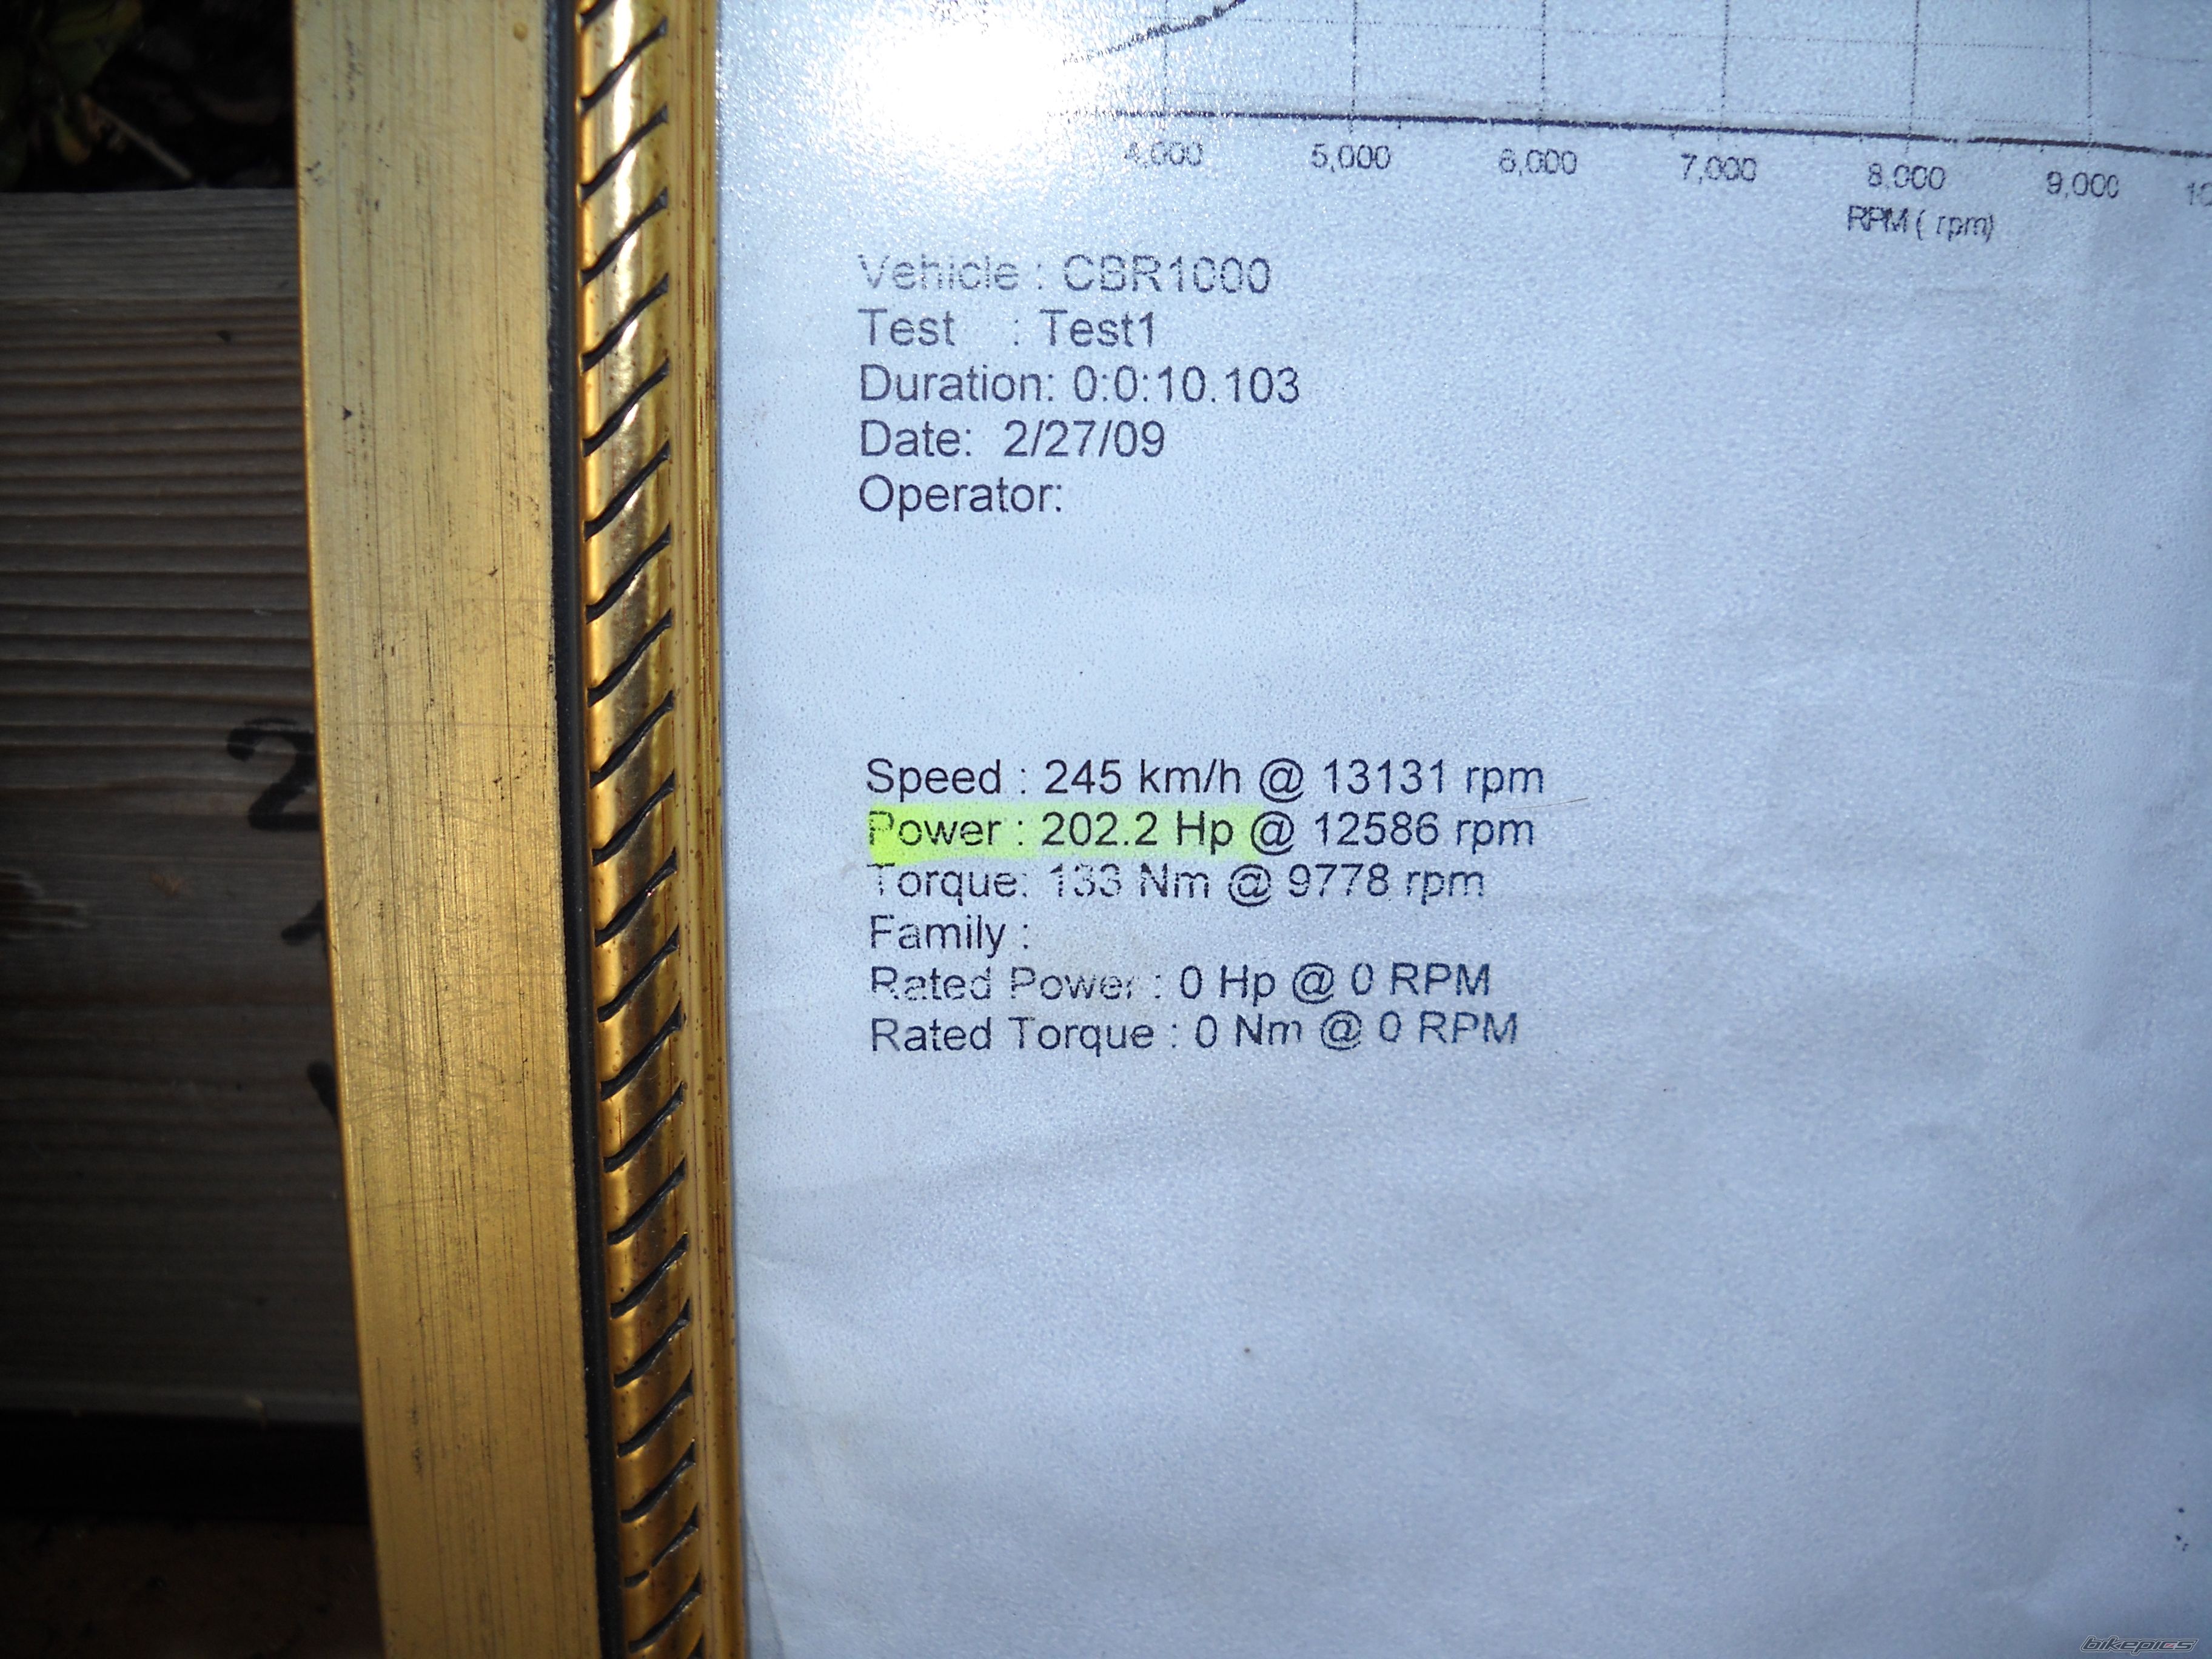 4,000 5,000 6,000 7,000 8,000 9,000
RPM ( rpm)
Vehicle : CBR1000
Test : Test1
Duration: 0:0:10.103
Date: 2/27/09
Operator:
Speed : 245 km/h @ 13131 rpm
Power : 202.2 Hp @ 12586 rpm
Torque: 133 Nm @ 9778 rpm
Family :
Rated Power : 0 Hp @ 0 RPM
Rated Torque : 0 Nm @ 0 RPM
2
bikepics